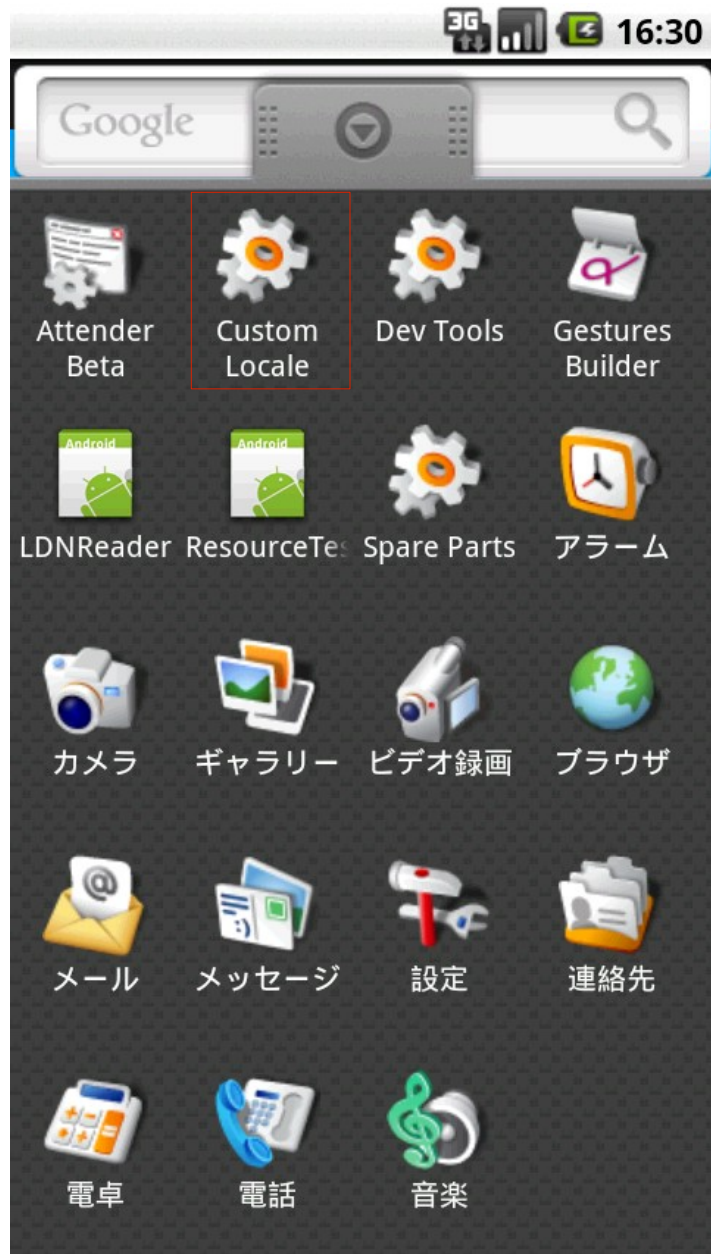 3G 16:30
Google
Attender Beta
Custom Locale
Dev Tools
Gestures Builder
Android
LDNReader
Android
ResourceTes
Spare Parts
アラーム
カメラ
ギャラリー
ビデオ録画
ブラウザ
メール
メッセージ
設定
連絡先
電卓
電話
音楽